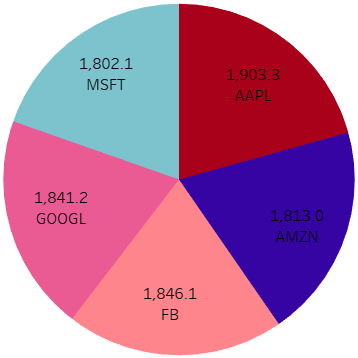 1,802.1
MSFT
1,903.3
AAPL
1,841.2
GOOGL
1,813.0
AMZN
1,846.1
FB